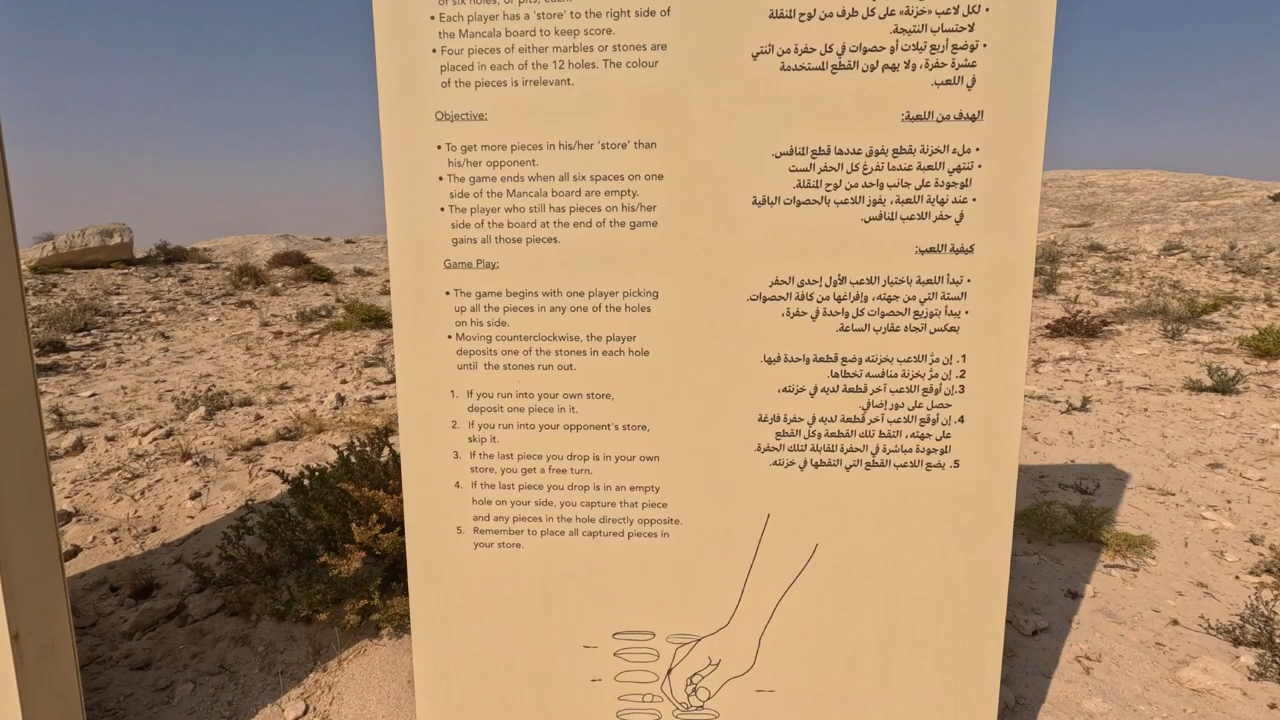 of six holes, or pits, each.
• Each player has a 'store' to the right side of
the Mancala board to keep score.
• Four pieces of either marbles or stones are
placed in each of the 12 holes. The colour
of the pieces is irrelevant.
Objective:
• To get more pieces in his/her 'store' than
his/her opponent.
• The game ends when all six spaces on one
side of the Mancala board are empty.
• The player who still has pieces on his/her
side of the board at the end of the game
gains all those pieces.
Game Play:
• The game begins with one player picking
up all the pieces in any one of the holes
on his side.
• Moving counterclockwise, the player
deposits one of the stones in each hole
until the stones run out.
1. If you run into your own store,
deposit one piece in it.
2. If you run into your opponent's store,
skip it.
3. If the last piece you drop is in your own
store, you get a free turn.
4. If the last piece you drop is in an empty
hole on your side, you capture that piece
and any pieces in the hole directly opposite.
5. Remember to place all captured pieces in
your store.
• لكل لاعب «خزنة» على كل طرف من لوح المنقلة
لاحتساب النتيجة.
• توضع أربع تيلات أو حصوات في كل حفرة من اثنتي
عشرة حفرة، ولا يهم لون القطع المستخدمة
في اللعب.
الهدف من اللعبة:
• ملء الخزنة بقطع يفوق عددها قطع المنافس.
• تنتهي اللعبة عندما تفرغ كل الحفر الست
الموجودة على جانب واحد من لوح المنقلة.
• عند نهاية اللعبة، يفوز اللاعب بالحصوات الباقية
في حفر اللاعب المنافس.
كيفية اللعب:
• تبدأ اللعبة باختيار اللاعب الأول إحدى الحفر
الستة التي من جهته، وإفراغها من كافة الحصوات.
• يبدأ بتوزيع الحصوات كل واحدة في حفرة،
بعكس اتجاه عقارب الساعة.
1. إن مرَّ اللاعب بخزنته وضع قطعة واحدة فيها.
2. إن مرَّ بخزنة منافسه تخطاها.
3. إن أوقع اللاعب آخر قطعة لديه في خزنته،
حصل على دور إضافي.
4. إن أوقع اللاعب آخر قطعة لديه في حفرة فارغة
على جهته، التقط تلك القطعة وكل القطع
الموجودة مباشرة في الحفرة المقابلة لتلك الحفرة.
5. يضع اللاعب القطع التي التقطها في خزنته.